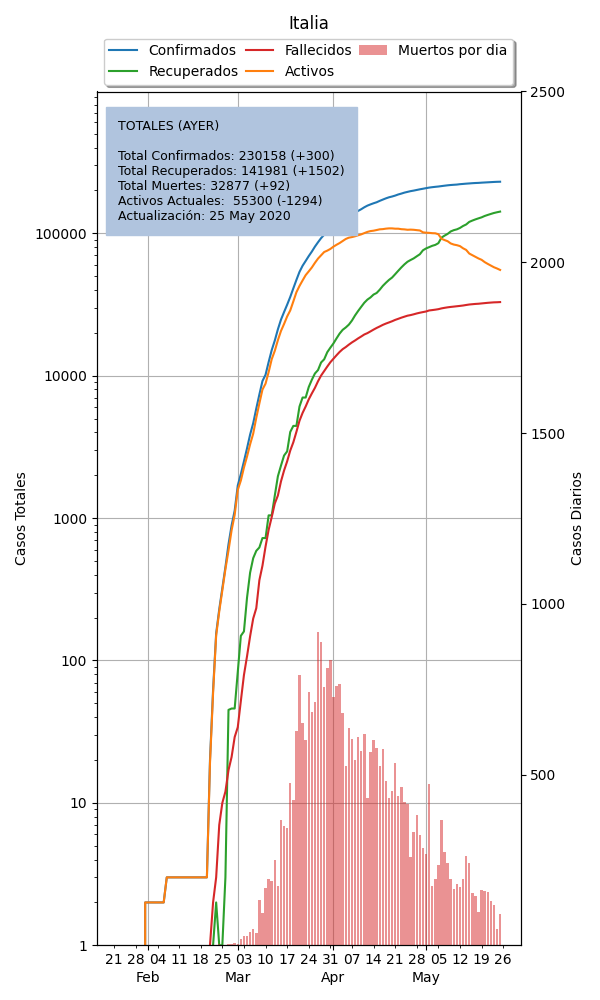 Italia
Confirmados Fallecidos Muertos por dia
Recuperados Activos
TOTALES (AYER)
Total Confirmados: 230158 (+300)
Total Recuperados: 141981 (+1502)
Total Muertes: 32877 (+92)
Activos Actuales:  55300 (-1294)
Actualización: 25 May 2020
2500
100000
2000
10000
1500
Casos Totales
Casos Diarios
1000
1000
100
500
10
1
21 28 04 11 18 25 03 10 17 24 31 07 14 21 28 05 12 19 26
Feb Mar Apr May